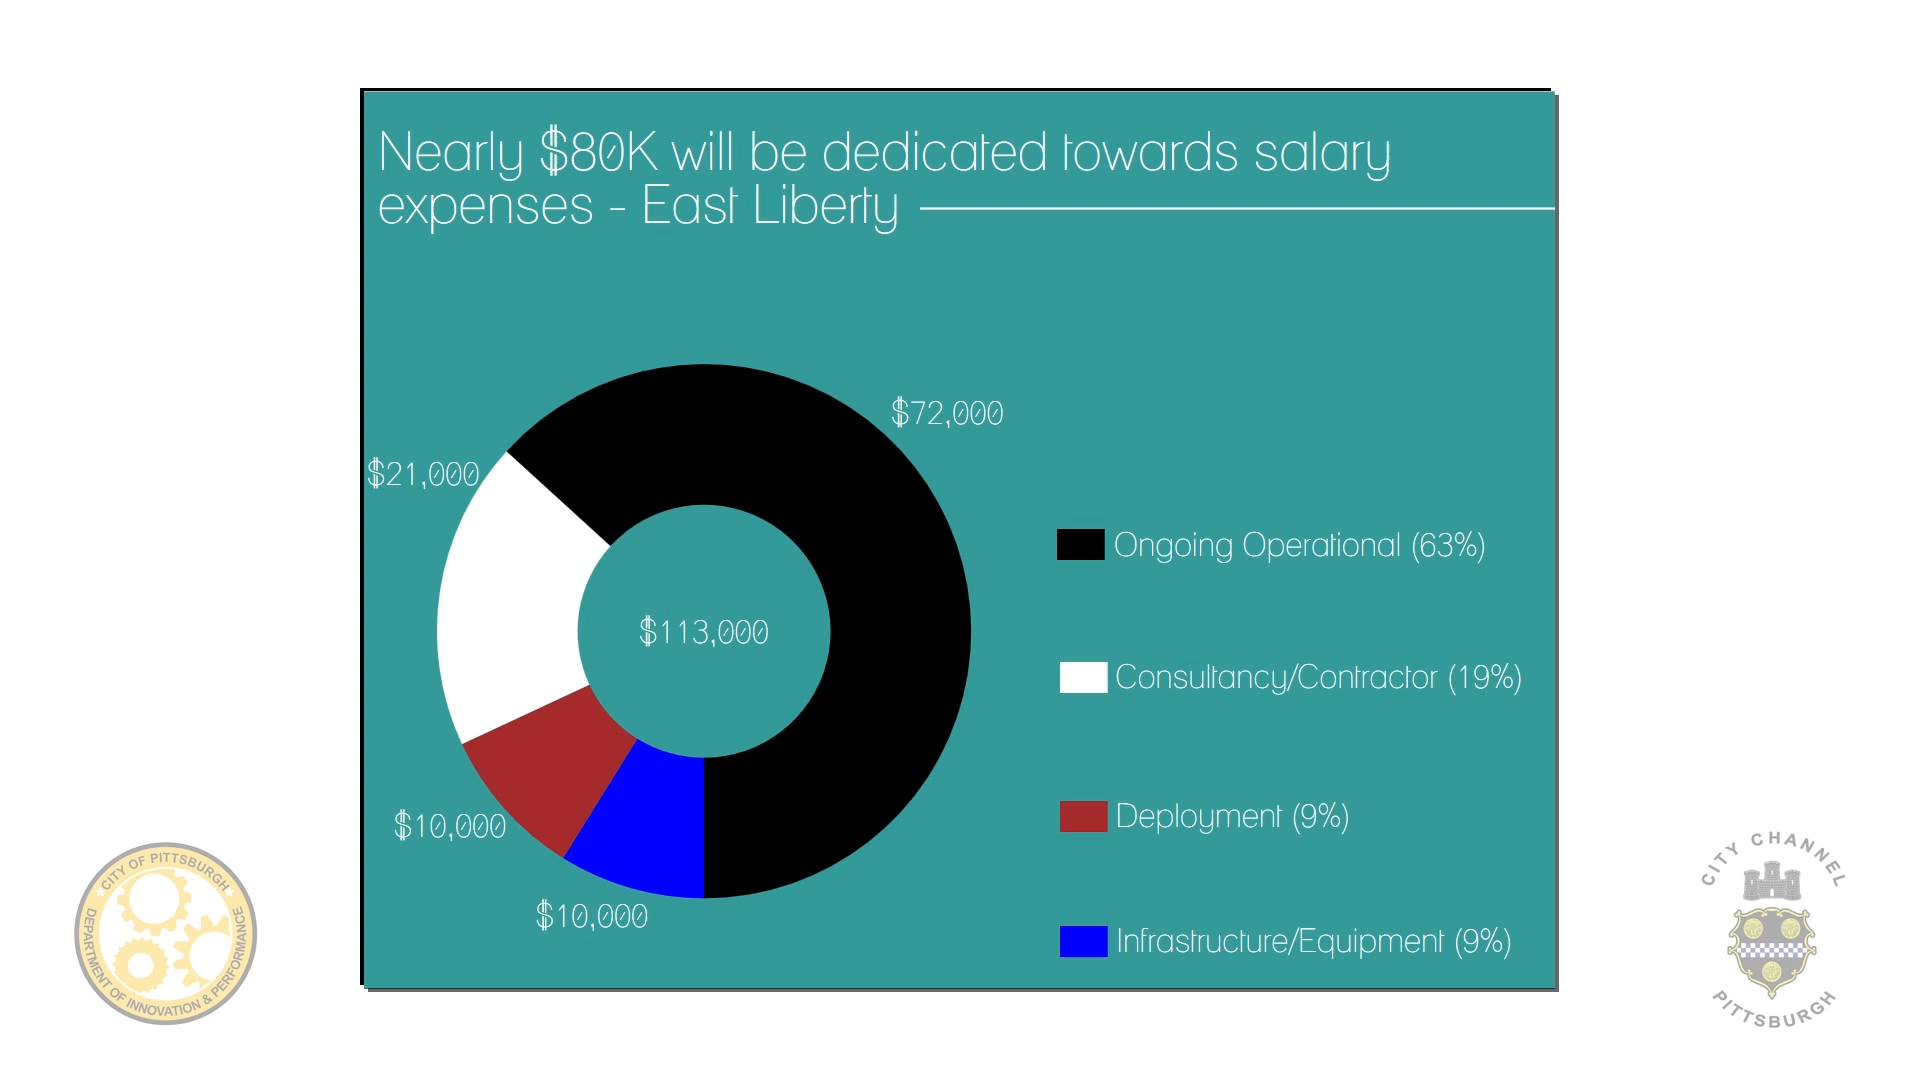 Nearly $80K will be dedicated towards salary
expenses - East Liberty
$72,000
$21,000
$113,000
$10,000
$10,000
Ongoing Operational (63%)
Consultancy/Contractor (19%)
Deployment (9%)
Infrastructure/Equipment (9%)
CITY OF PITTSBURGH
DEPARTMENT OF INNOVATION & PERFORMANCE
CITY CHANNEL
PITTSBURGH